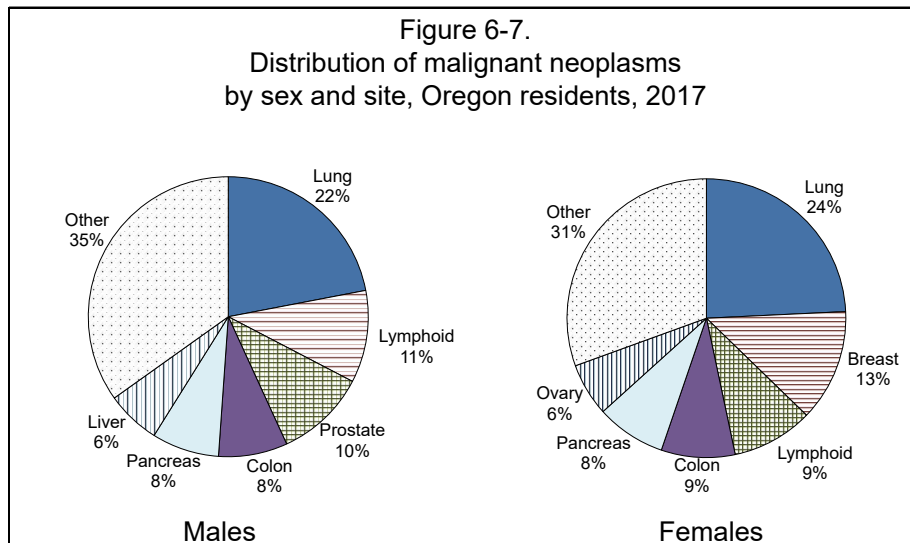 Figure 6-7.
Distribution of malignant neoplasms
by sex and site, Oregon residents, 2017
Lung
22%
Lymphoid
11%
Prostate
10%
Colon
8%
Pancreas
8%
Liver
6%
Other
35%
Males
Lung
24%
Breast
13%
Lymphoid
9%
Colon
9%
Pancreas
8%
Ovary
6%
Other
31%
Females